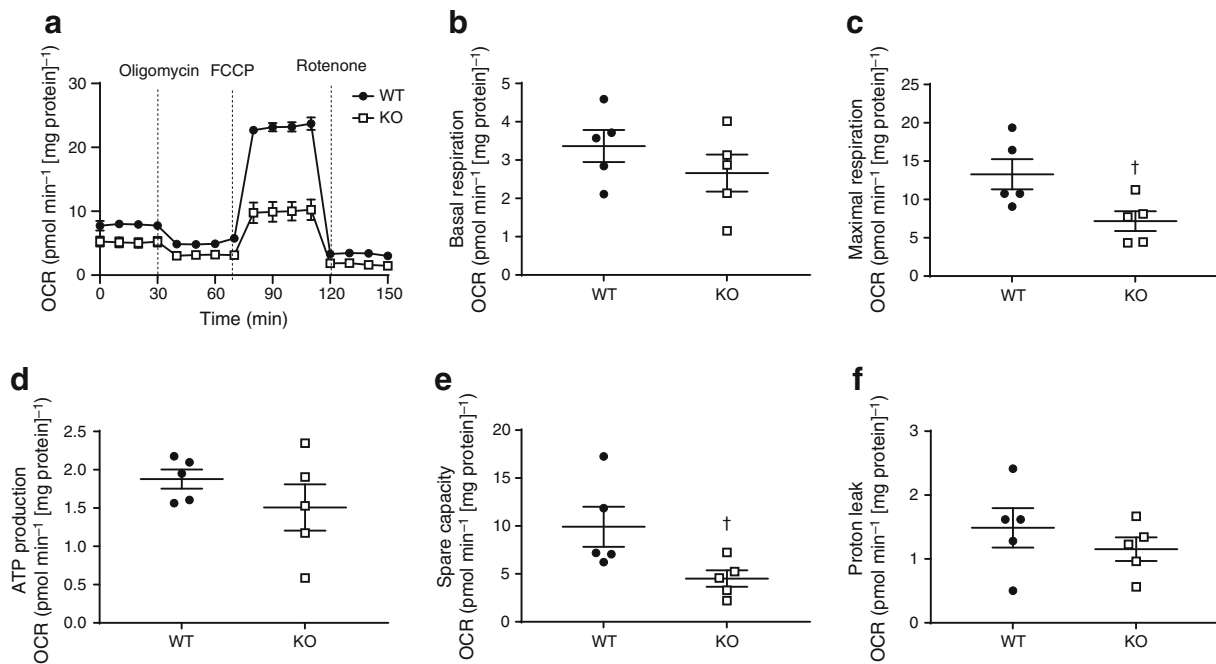 a
Oligomycin FCCP Rotenone
WT
KO
OCR (pmol min⁻¹ [mg protein]⁻¹)
30
20
10
0
0 30 60 90 120 150
Time (min)
b
Basal respiration
OCR (pmol min⁻¹ [mg protein]⁻¹)
5
4
3
2
1
0
WT KO
c
Maximal respiration
OCR (pmol min⁻¹ [mg protein]⁻¹)
25
20
15
10
5
0
†
WT KO
d
ATP production
OCR (pmol min⁻¹ [mg protein]⁻¹)
2.5
2.0
1.5
1.0
0.5
0.0
WT KO
e
Spare capacity
OCR (pmol min⁻¹ [mg protein]⁻¹)
20
15
10
5
0
†
WT KO
f
Proton leak
OCR (pmol min⁻¹ [mg protein]⁻¹)
3
2
1
0
WT KO